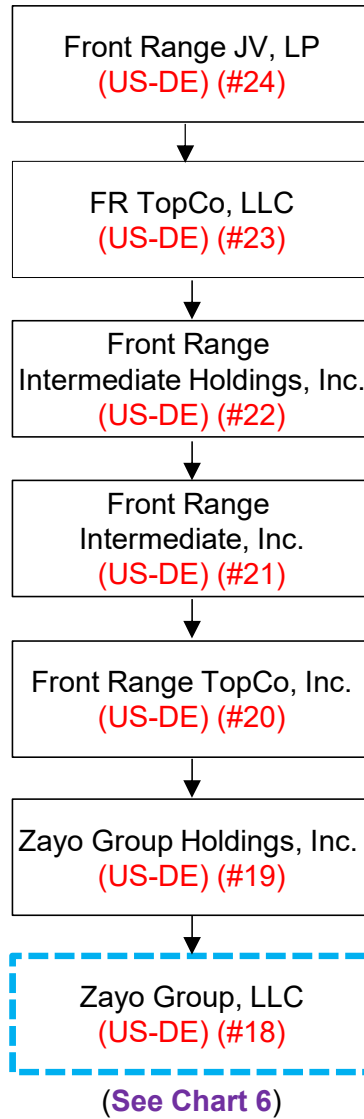 Front Range JV, LP
(US-DE) (#24)
FR TopCo, LLC
(US-DE) (#23)
Front Range
Intermediate Holdings, Inc.
(US-DE) (#22)
Front Range
Intermediate, Inc.
(US-DE) (#21)
Front Range TopCo, Inc.
(US-DE) (#20)
Zayo Group Holdings, Inc.
(US-DE) (#19)
Zayo Group, LLC
(US-DE) (#18)
(See Chart 6)